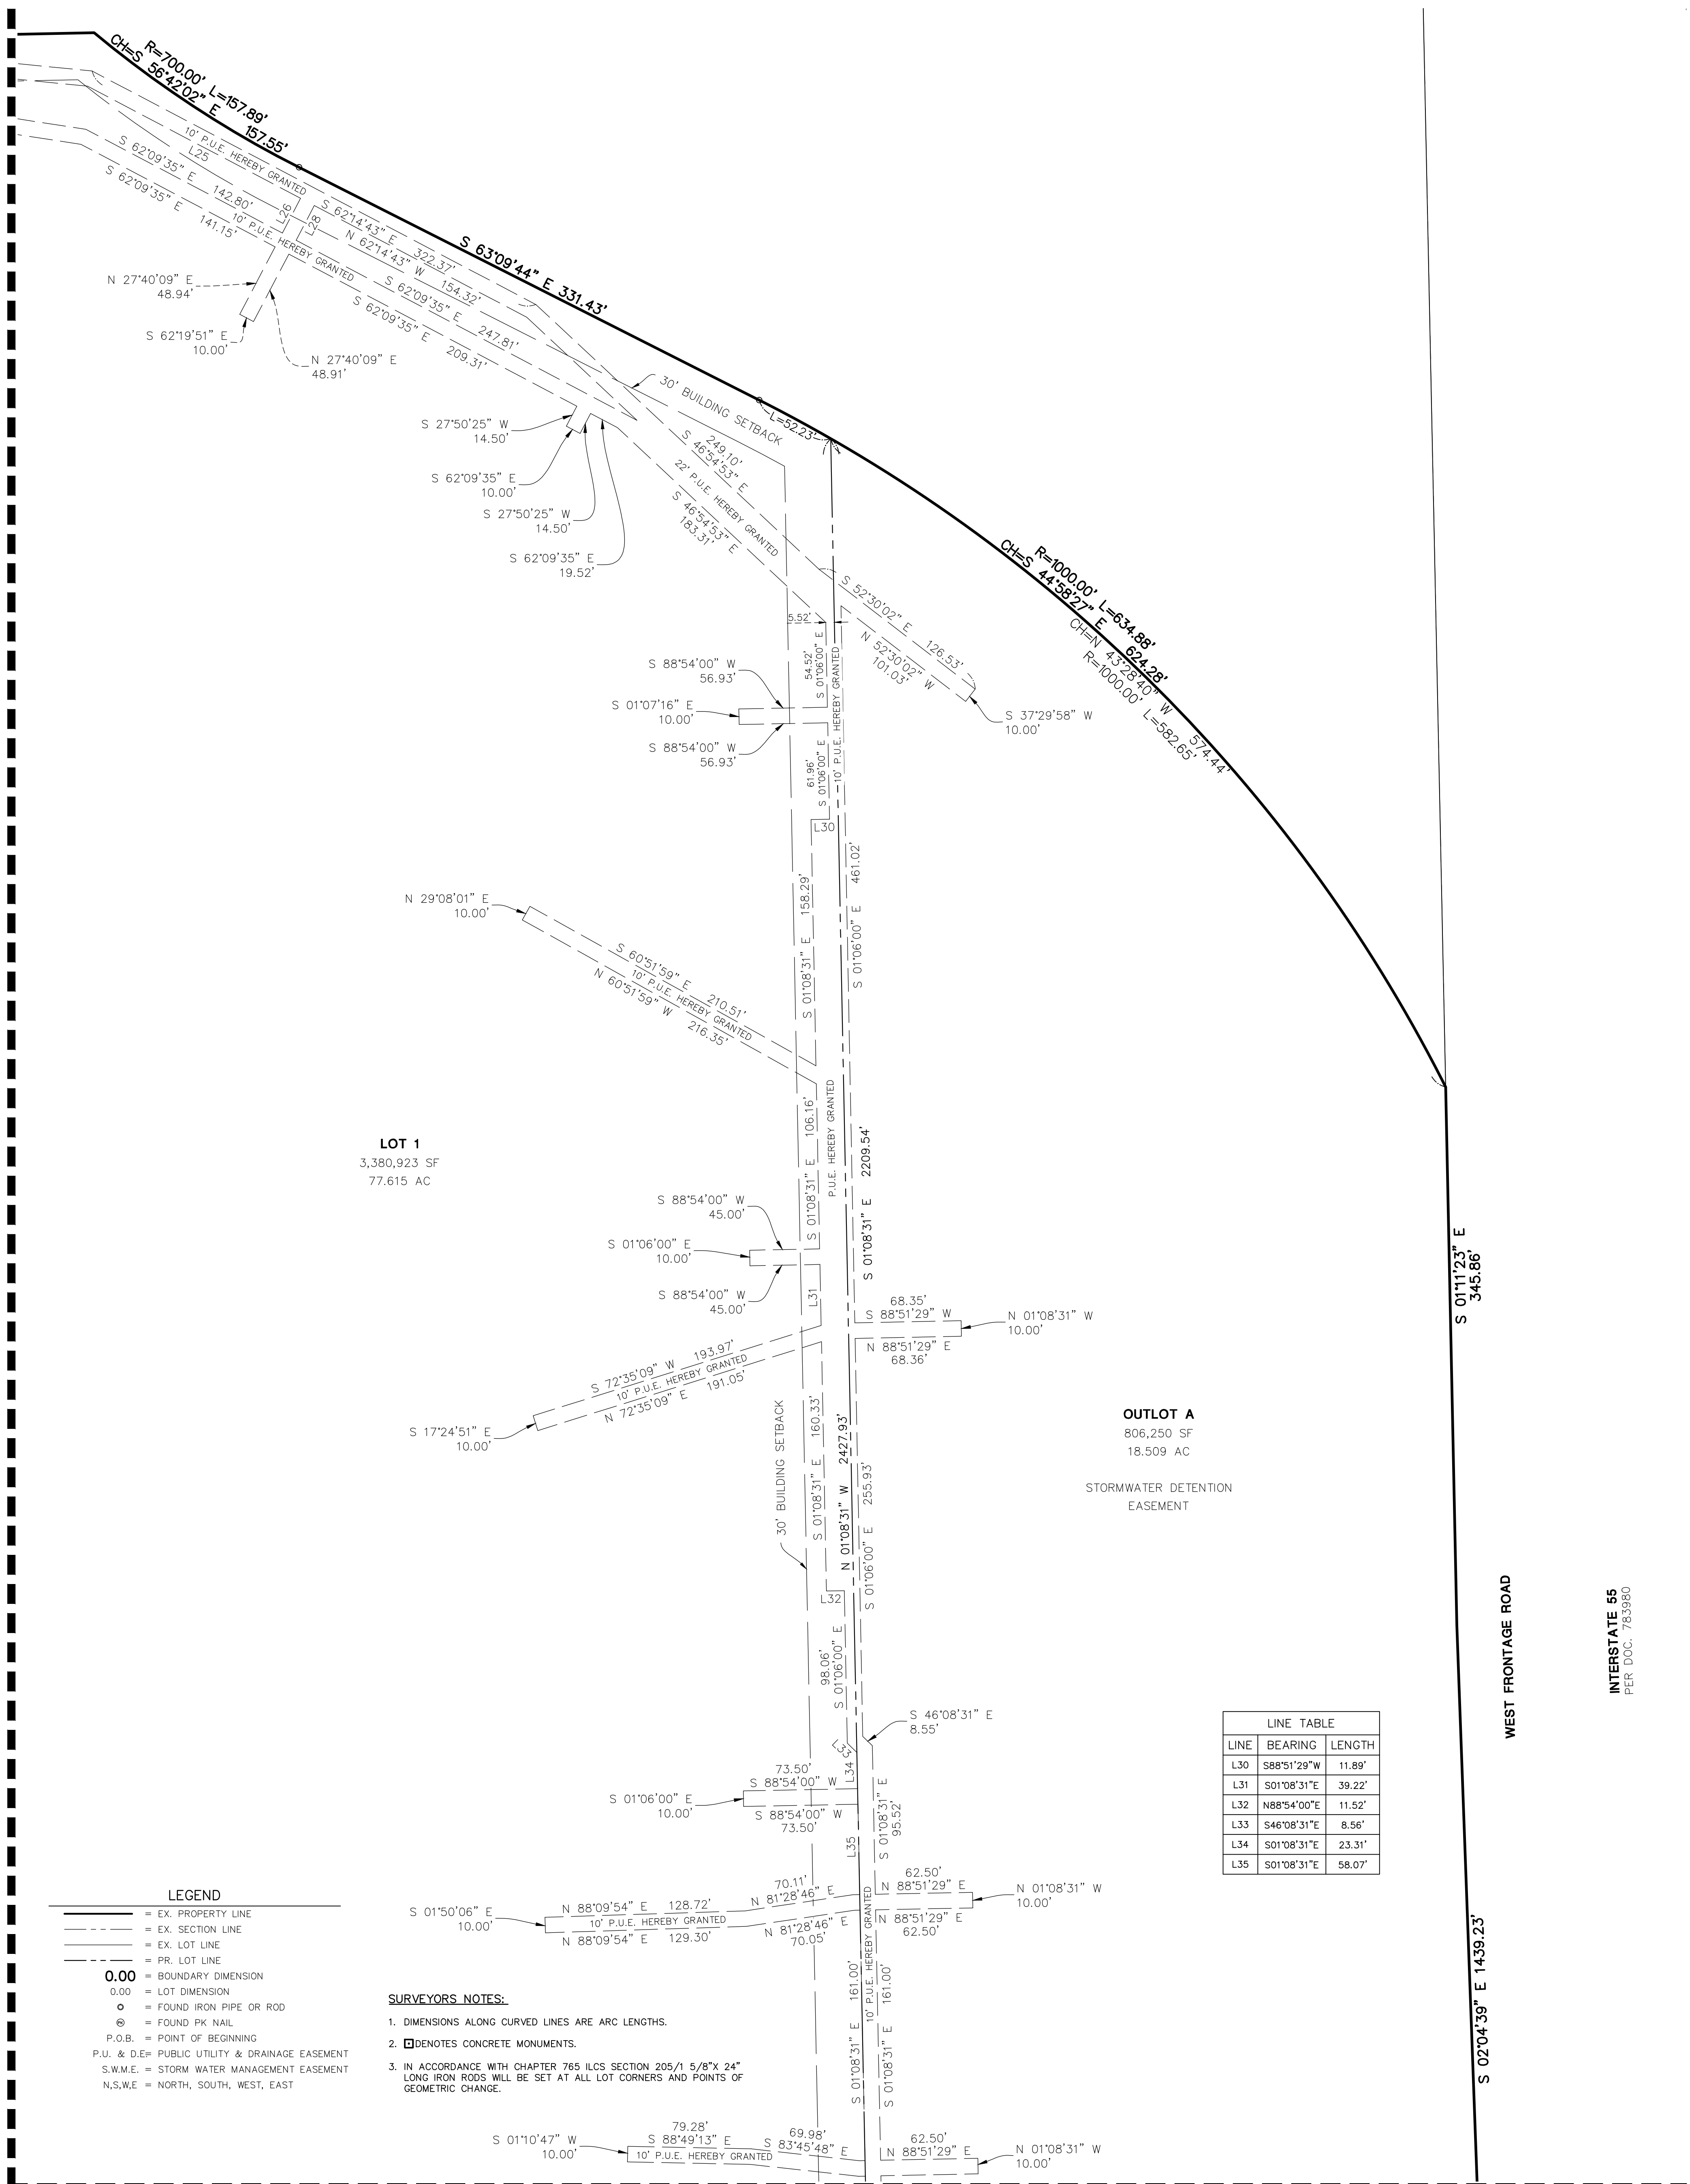 R=700.00' L=157.89'
CH=S 56°42'02" E 157.55'
10' P.U.E. HEREBY GRANTED
L25
S 62°09'35" E 142.80'
S 62°09'35" E 141.15'
10' P.U.E. HEREBY GRANTED
L26
L28
S 62°14'43" E 322.37'
N 62°14'43" W 154.32'
S 62°09'35" E 247.81'
S 62°09'35" E 209.31'
S 63°09'44" E 331.43'
N 27°40'09" E
48.94'
S 62°19'51" E
10.00'
N 27°40'09" E
48.91'
30' BUILDING SETBACK
L=52.23'
S 27°50'25" W
14.50'
S 62°09'35" E
10.00'
S 27°50'25" W
14.50'
S 62°09'35" E
19.52'
249.10'
S 46°54'53" E
22' P.U.E. HEREBY GRANTED
S 46°54'53" E
183.31'
R=1000.00' L=634.88'
CH=S 44°58'27" E 624.28'
CH=N 43°28'40" W 574.44'
R=1000.00' L=582.65'
S 52°30'02" E 126.53'
N 52°30'02" W
101.03'
S 37°29'58" W
10.00'
5.52'
54.52'
S 01°06'00" E
10' P.U.E. HEREBY GRANTED
S 88°54'00" W
56.93'
S 01°07'16" E
10.00'
S 88°54'00" W
56.93'
61.96'
S 01°06'00" E
L30
S 01°08'31" E 158.29'
S 01°06'00" E 461.02'
N 29°08'01" E
10.00'
S 60°51'59" E 210.51'
10' P.U.E. HEREBY GRANTED
N 60°51'59" W 216.35'
P.U.E. HEREBY GRANTED
S 01°08'31" E 106.16'
S 01°08'31" E 2209.54'
LOT 1
3,380,923 SF
77.615 AC
S 88°54'00" W
45.00'
S 01°06'00" E
10.00'
S 88°54'00" W
45.00'
L31
68.35'
S 88°51'29" W
N 88°51'29" E
68.36'
N 01°08'31" W
10.00'
S 01°11'23" E
345.86'
S 72°35'09" W 193.97'
10' P.U.E. HEREBY GRANTED
N 72°35'09" E 191.05'
S 17°24'51" E
10.00'
30' BUILDING SETBACK
S 01°08'31" E 160.33'
N 01°08'31" W 2427.93'
S 01°06'00" E 255.93'
OUTLOT A
806,250 SF
18.509 AC
STORMWATER DETENTION
EASEMENT
L32
98.06'
S 01°06'00" E
S 46°08'31" E
8.55'
L33
L34
73.50'
S 88°54'00" W
S 01°06'00" E
10.00'
S 88°54'00" W
73.50'
S 01°08'31" E
95.52'
L35
WEST FRONTAGE ROAD
INTERSTATE 55
PER DOC. 783980
LINE TABLE
LINE BEARING LENGTH
L30 S88°51'29"W 11.89'
L31 S01°08'31"E 39.22'
L32 N88°54'00"E 11.52'
L33 S46°08'31"E 8.56'
L34 S01°08'31"E 23.31'
L35 S01°08'31"E 58.07'
S 01°50'06" E
10.00'
N 88°09'54" E 128.72'
10' P.U.E. HEREBY GRANTED
N 88°09'54" E 129.30'
70.11'
N 81°28'46" E
N 81°28'46" E
70.05'
62.50'
N 88°51'29" E
N 88°51'29" E
62.50'
N 01°08'31" W
10.00'
S 01°08'31" E 161.00'
10' P.U.E. HEREBY GRANTED
S 01°08'31" E 161.00'
S 02°04'39" E 1439.23'
LEGEND
= EX. PROPERTY LINE
= EX. SECTION LINE
= EX. LOT LINE
= PR. LOT LINE
0.00 = BOUNDARY DIMENSION
0.00 = LOT DIMENSION
= FOUND IRON PIPE OR ROD
= FOUND PK NAIL
P.O.B. = POINT OF BEGINNING
P.U. & D.E= PUBLIC UTILITY & DRAINAGE EASEMENT
S.W.M.E. = STORM WATER MANAGEMENT EASEMENT
N,S,W,E = NORTH, SOUTH, WEST, EAST
SURVEYORS NOTES:
1. DIMENSIONS ALONG CURVED LINES ARE ARC LENGTHS.
2. DENOTES CONCRETE MONUMENTS.
3. IN ACCORDANCE WITH CHAPTER 765 ILCS SECTION 205/1 5/8"X 24"
LONG IRON RODS WILL BE SET AT ALL LOT CORNERS AND POINTS OF
GEOMETRIC CHANGE.
S 01°10'47" W
10.00'
79.28'
S 88°49'13" E
10' P.U.E. HEREBY GRANTED
69.98'
S 83°45'48" E
62.50'
N 88°51'29" E
N 01°08'31" W
10.00'